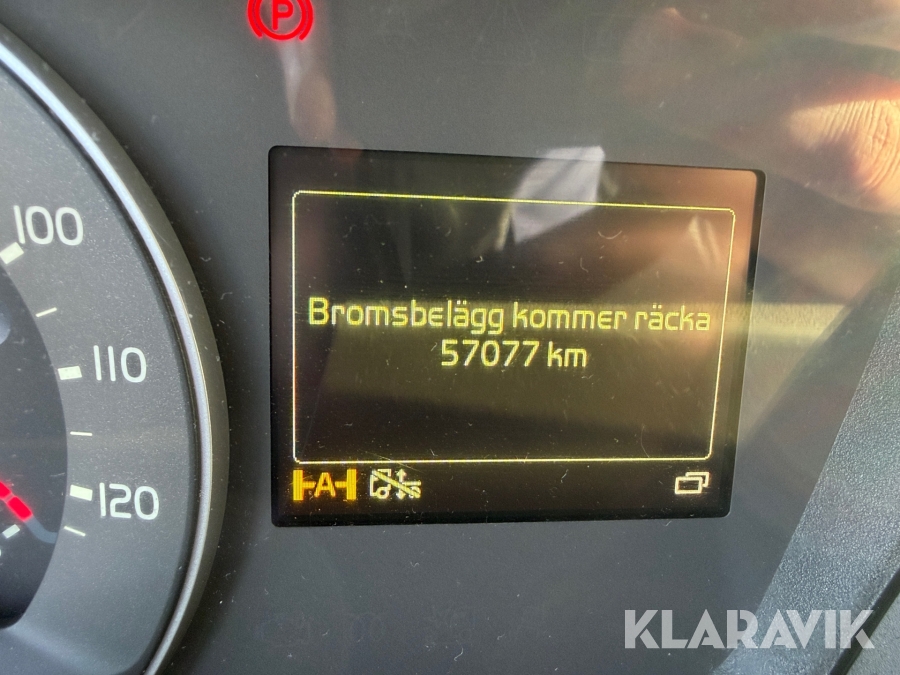 P
100
110
120
Bromsbelägg kommer räcka
57077 km
A
KLARAVIK